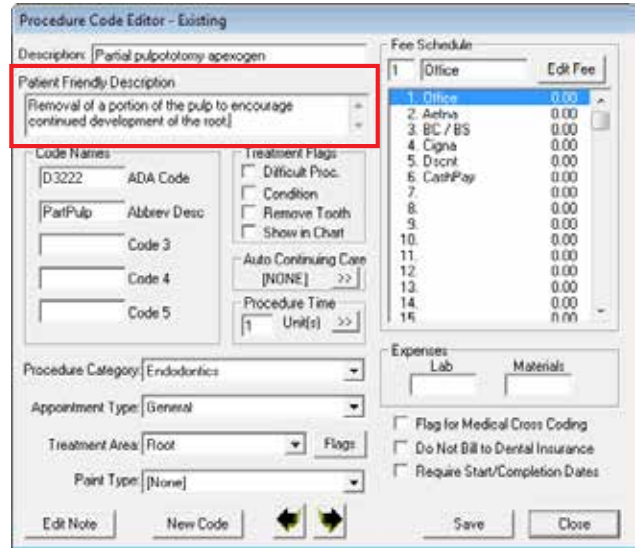 Procedure Code Editor - Existing
Description: Partial pulpototomy apexogen
Patient Friendly Description
Removal of a portion of the pulp to encourage
continued development of the root.
Code Names
D3222 ADA Code
PartPulp Abbrev Desc
Code 3
Code 4
Code 5
Treatment Flags
Difficult Proc.
Condition
Remove Tooth
Show in Chart
Auto Continuing Care
[NONE] >>
Procedure Time
1 Unit(s) >>
Procedure Category: Endodontics
Appointment Type: General
Treatment Area: Root Flags
Paint Type: [None]
Edit Note New Code
Fee Schedule
1 Office Edit Fee
1. Office 0.00
2. Aetna 0.00
3. BC / BS 0.00
4. Cigna 0.00
5. Dscnt 0.00
6. CashPay 0.00
7. 0.00
8. 0.00
9. 0.00
10. 0.00
11. 0.00
12. 0.00
13. 0.00
14. 0.00
15. 0.00
Expenses
Lab Materials
Flag for Medical Cross Coding
Do Not Bill to Dental Insurance
Require Start/Completion Dates
Save Close